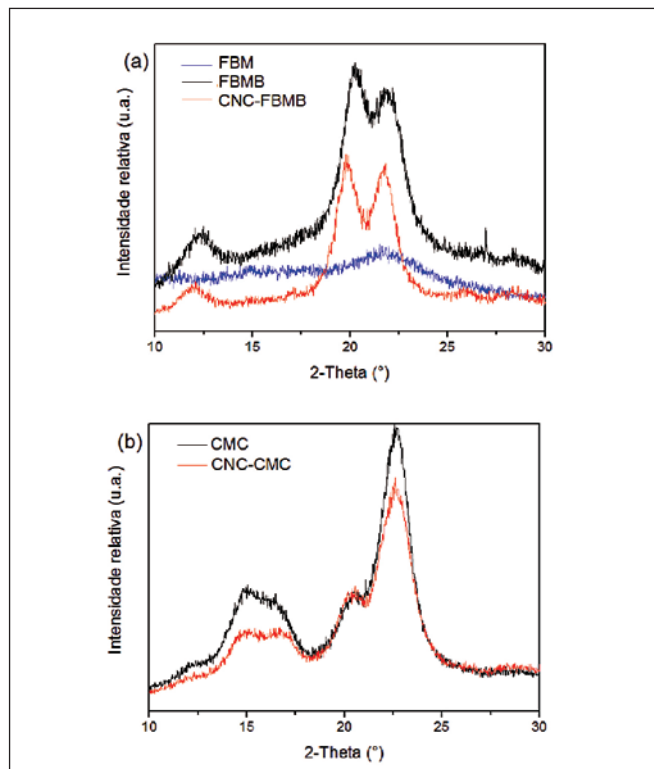 (a)
FBM
FBMB
CNC-FBMB
Intensidade relativa (u.a.)
10 15 20 25 30
2-Theta (°)
(b)
CMC
CNC-CMC
Intensidade relativa (u.a.)
10 15 20 25 30
2-Theta (°)